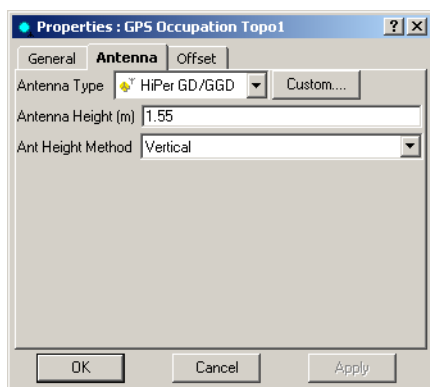 Properties : GPS Occupation Topo1 ? X
General Antenna Offset
Antenna Type HiPer GD/GGD Custom....
Antenna Height (m) 1.55
Ant Height Method Vertical
OK Cancel Apply